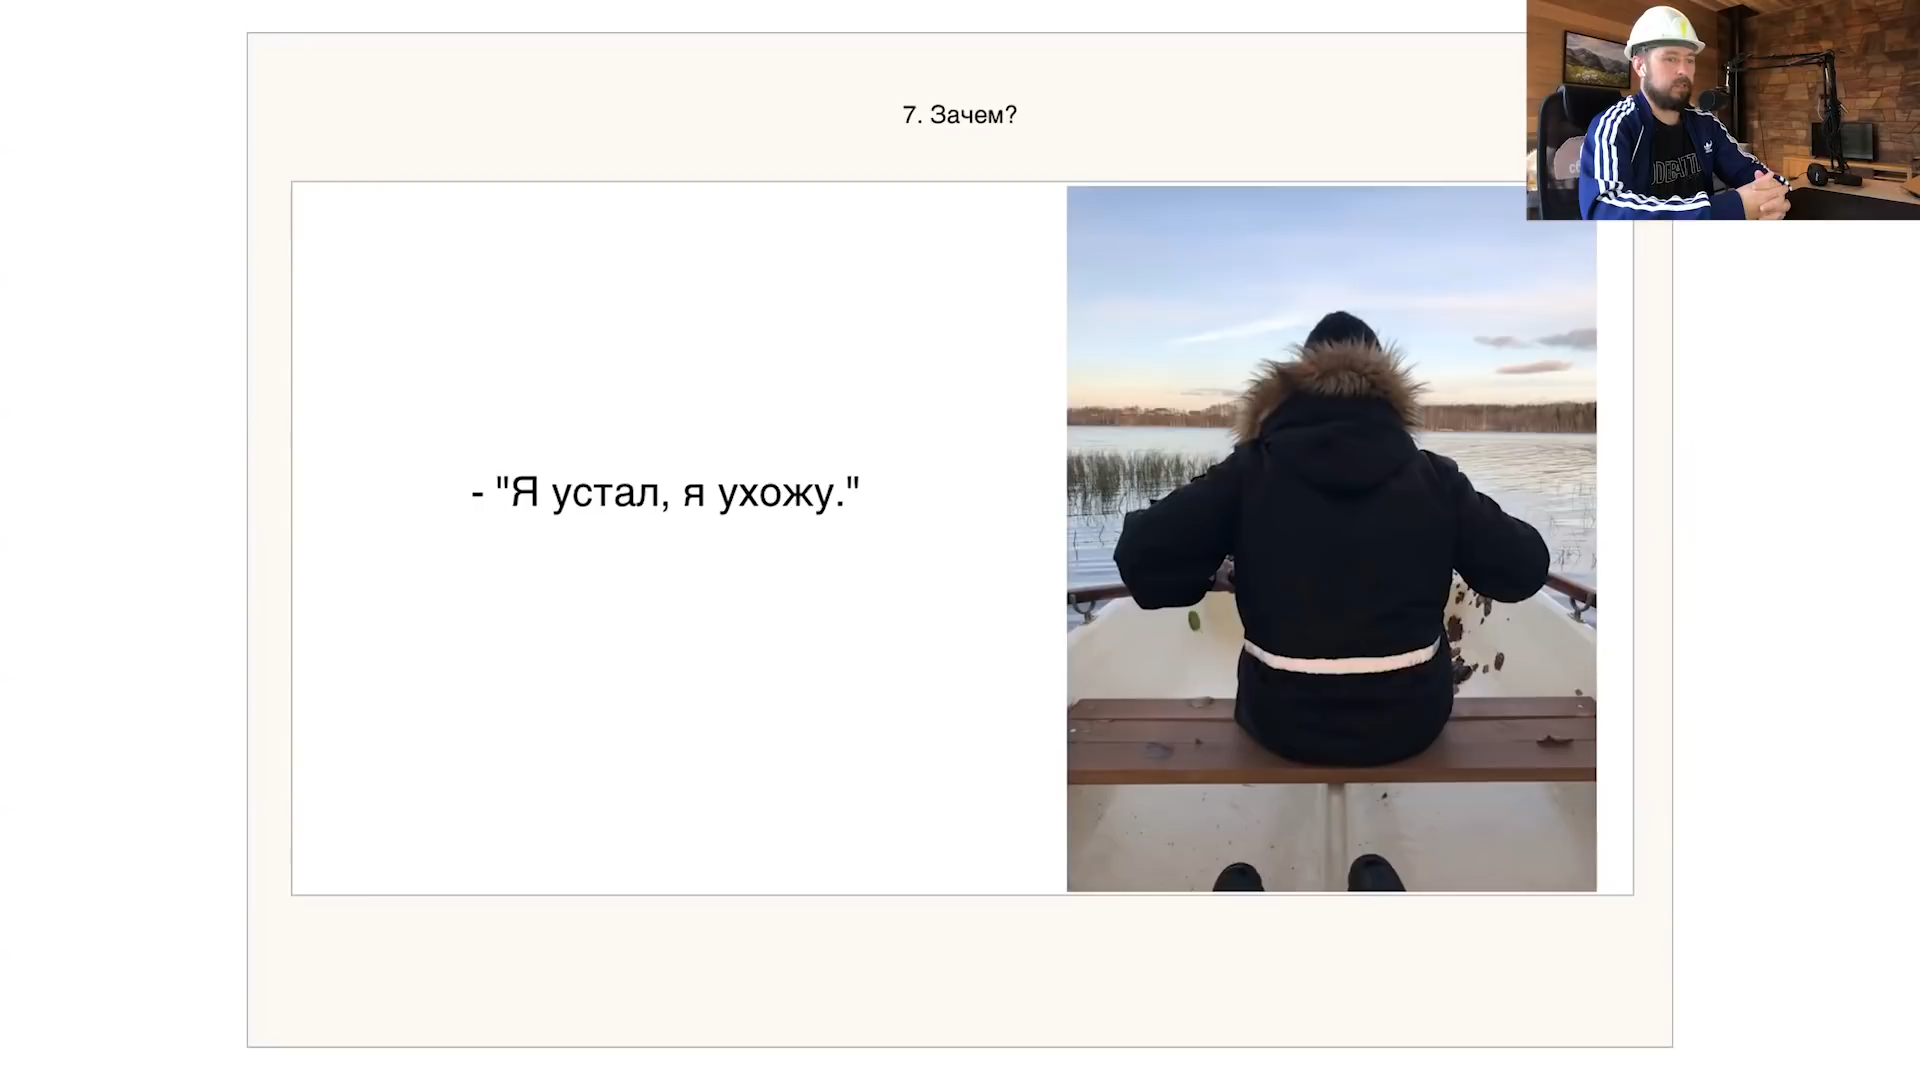 7. Зачем?
- "Я устал, я ухожу."